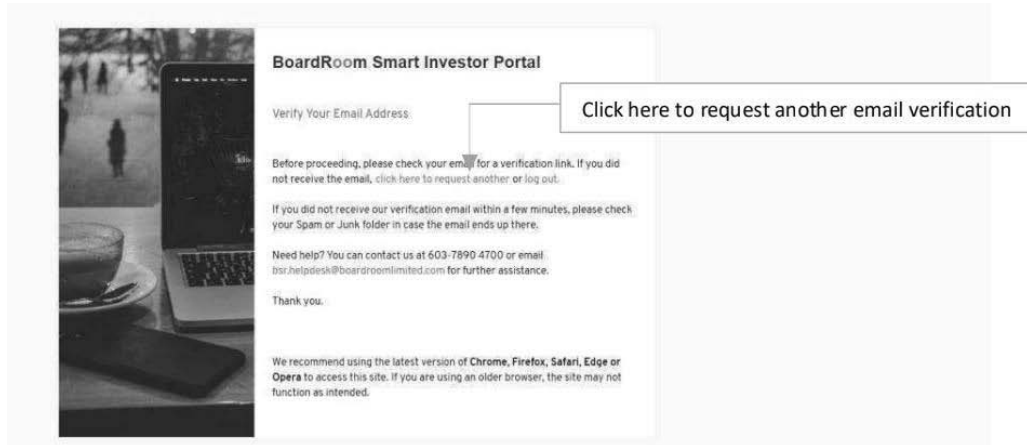 BoardRoom Smart Investor Portal
Click here to request another email verification
Verify Your Email Address
Before proceeding, please check your email for a verification link. If you did
not receive the email, click here to request another or log out.
If you did not receive our verification email within a few minutes, please check
your Spam or Junk folder in case the email ends up there.
Need help? You can contact us at 603-7890 4700 or email
bsr.helpdesk@boardroomlimited.com for further assistance.
Thank you.
We recommend using the latest version of Chrome, Firefox, Safari, Edge or
Opera to access this site. If you are using an older browser, the site may not
function as intended.